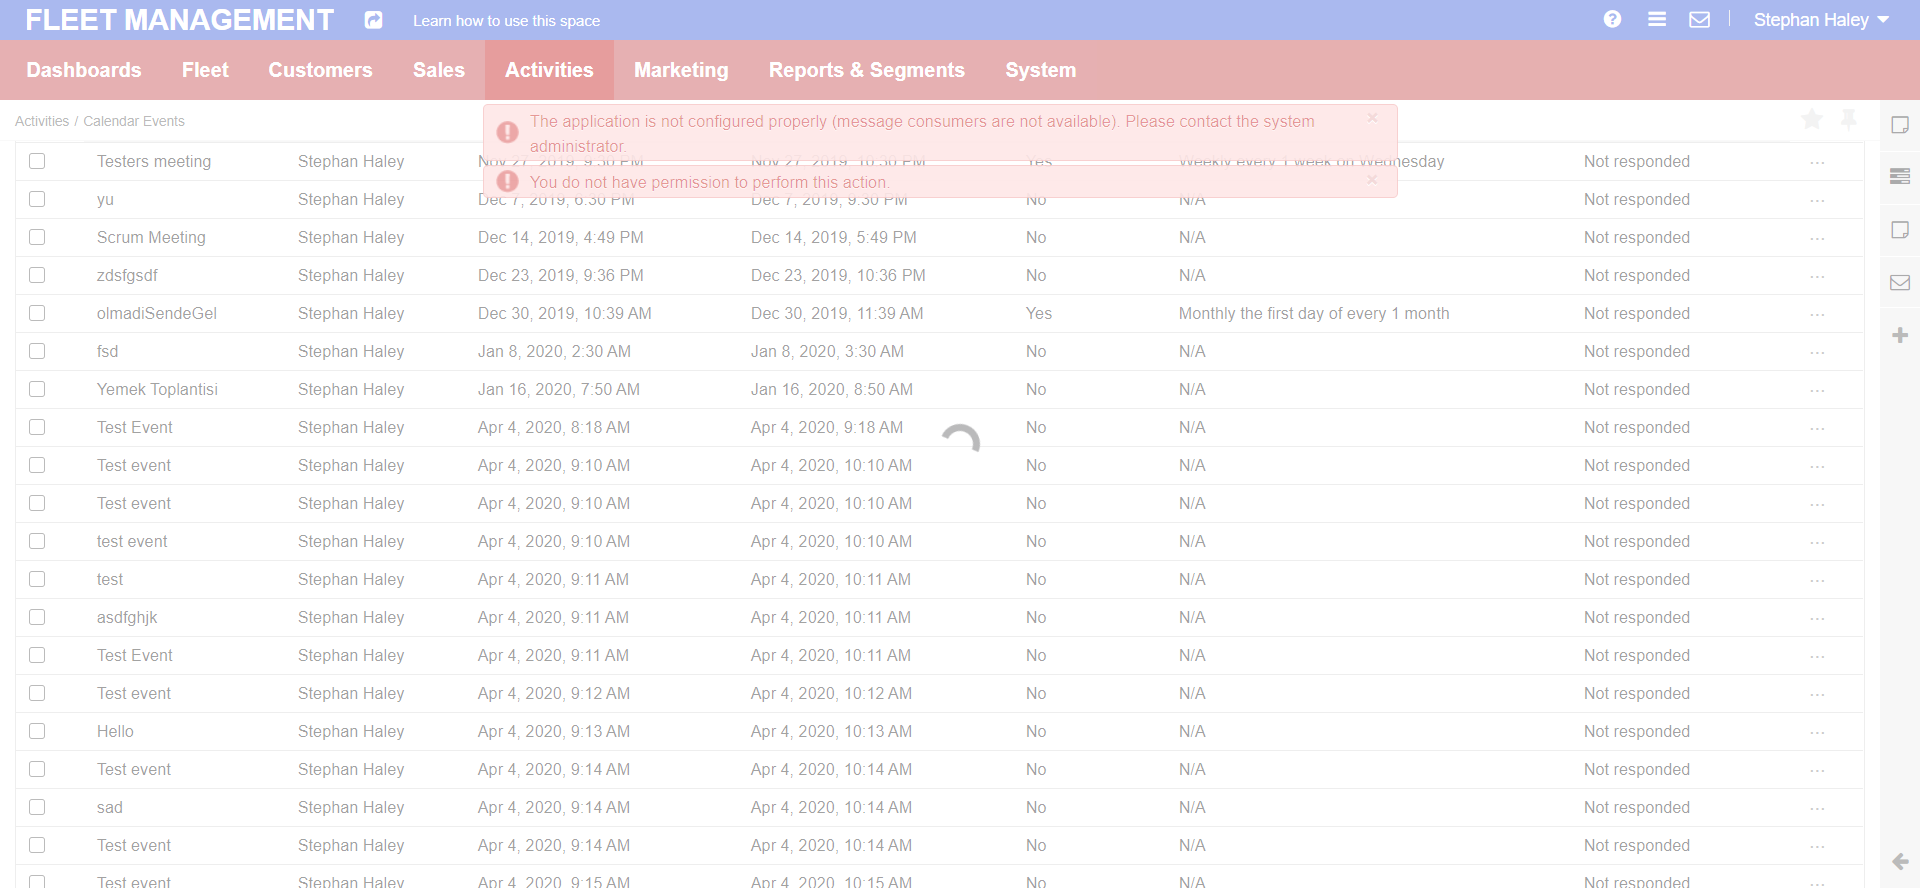 FLEET MANAGEMENT Learn how to use this space Stephan Haley
Dashboards Fleet Customers Sales Activities Marketing Reports & Segments System
Activities / Calendar Events
The application is not configured properly (message consumers are not available). Please contact the system
administrator.
Testers meeting Stephan Haley Nov 27, 2019, 9:30 PM Nov 27, 2019, 10:30 PM Yes Weekly every 1 week on Wednesday Not responded ...
You do not have permission to perform this action.
yu Stephan Haley Dec 7, 2019, 6:30 PM Dec 7, 2019, 9:30 PM No N/A Not responded ...
Scrum Meeting Stephan Haley Dec 14, 2019, 4:49 PM Dec 14, 2019, 5:49 PM No N/A Not responded ...
zdsfgsdf Stephan Haley Dec 23, 2019, 9:36 PM Dec 23, 2019, 10:36 PM No N/A Not responded ...
olmadiSendeGel Stephan Haley Dec 30, 2019, 10:39 AM Dec 30, 2019, 11:39 AM Yes Monthly the first day of every 1 month Not responded ...
fsd Stephan Haley Jan 8, 2020, 2:30 AM Jan 8, 2020, 3:30 AM No N/A Not responded ...
Yemek Toplantisi Stephan Haley Jan 16, 2020, 7:50 AM Jan 16, 2020, 8:50 AM No N/A Not responded ...
Test Event Stephan Haley Apr 4, 2020, 8:18 AM Apr 4, 2020, 9:18 AM No N/A Not responded ...
Test event Stephan Haley Apr 4, 2020, 9:10 AM Apr 4, 2020, 10:10 AM No N/A Not responded ...
Test event Stephan Haley Apr 4, 2020, 9:10 AM Apr 4, 2020, 10:10 AM No N/A Not responded ...
test event Stephan Haley Apr 4, 2020, 9:10 AM Apr 4, 2020, 10:10 AM No N/A Not responded ...
test Stephan Haley Apr 4, 2020, 9:11 AM Apr 4, 2020, 10:11 AM No N/A Not responded ...
asdfghjk Stephan Haley Apr 4, 2020, 9:11 AM Apr 4, 2020, 10:11 AM No N/A Not responded ...
Test Event Stephan Haley Apr 4, 2020, 9:11 AM Apr 4, 2020, 10:11 AM No N/A Not responded ...
Test event Stephan Haley Apr 4, 2020, 9:12 AM Apr 4, 2020, 10:12 AM No N/A Not responded ...
Hello Stephan Haley Apr 4, 2020, 9:13 AM Apr 4, 2020, 10:13 AM No N/A Not responded ...
Test event Stephan Haley Apr 4, 2020, 9:14 AM Apr 4, 2020, 10:14 AM No N/A Not responded ...
sad Stephan Haley Apr 4, 2020, 9:14 AM Apr 4, 2020, 10:14 AM No N/A Not responded ...
Test event Stephan Haley Apr 4, 2020, 9:14 AM Apr 4, 2020, 10:14 AM No N/A Not responded ...
Test event Stephan Haley Apr 4, 2020, 9:15 AM Apr 4, 2020, 10:15 AM No N/A Not responded ...